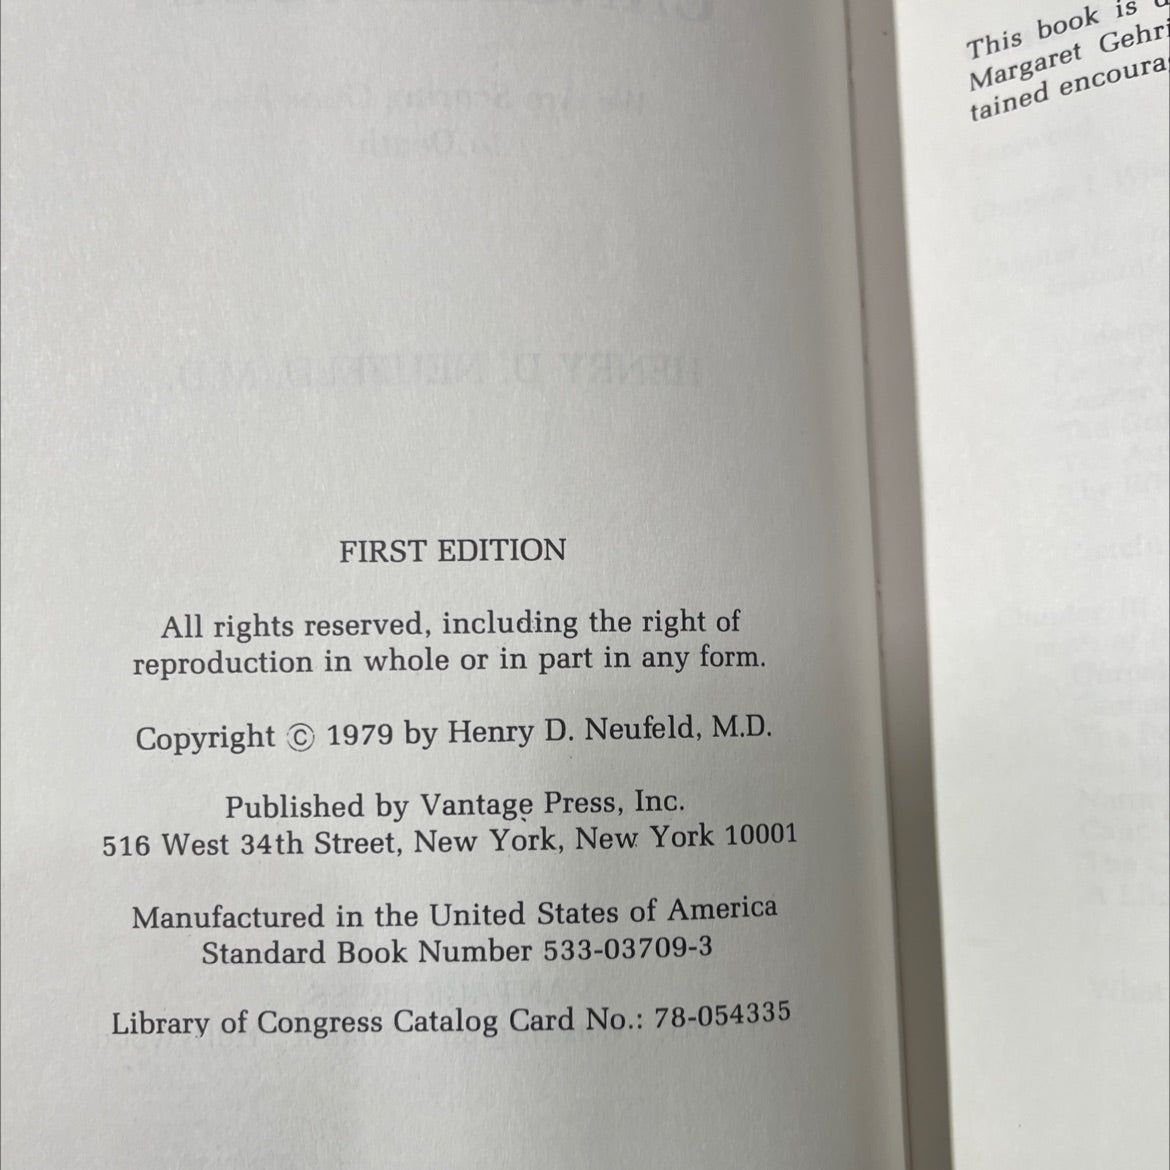 FIRST EDITION
All rights reserved, including the right of
reproduction in whole or in part in any form.
Copyright © 1979 by Henry D. Neufeld, M.D.
Published by Vantage Press, Inc.
516 West 34th Street, New York, New York 10001
Manufactured in the United States of America
Standard Book Number 533-03709-3
Library of Congress Catalog Card No.: 78-054335
This book is
Margaret Gehri
tained encoura